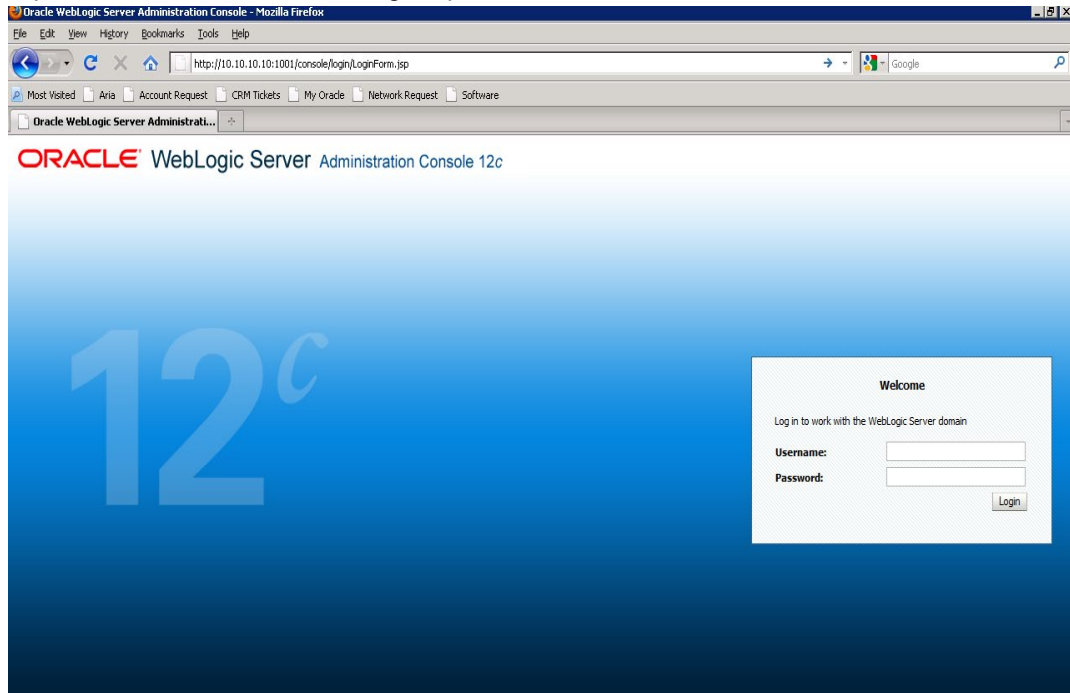 Oracle WebLogic Server Administration Console - Mozilla Firefox
File Edit View History Bookmarks Tools Help
http://10.10.10.10:1001/console/login/LoginForm.jsp Google
Most Visited Aria Account Request CRM Tickets My Oracle Network Request Software
Oracle WebLogic Server Administrati...
ORACLE WebLogic Server Administration Console 12c
12c
Welcome
Log in to work with the WebLogic Server domain
Username:
Password:
Login